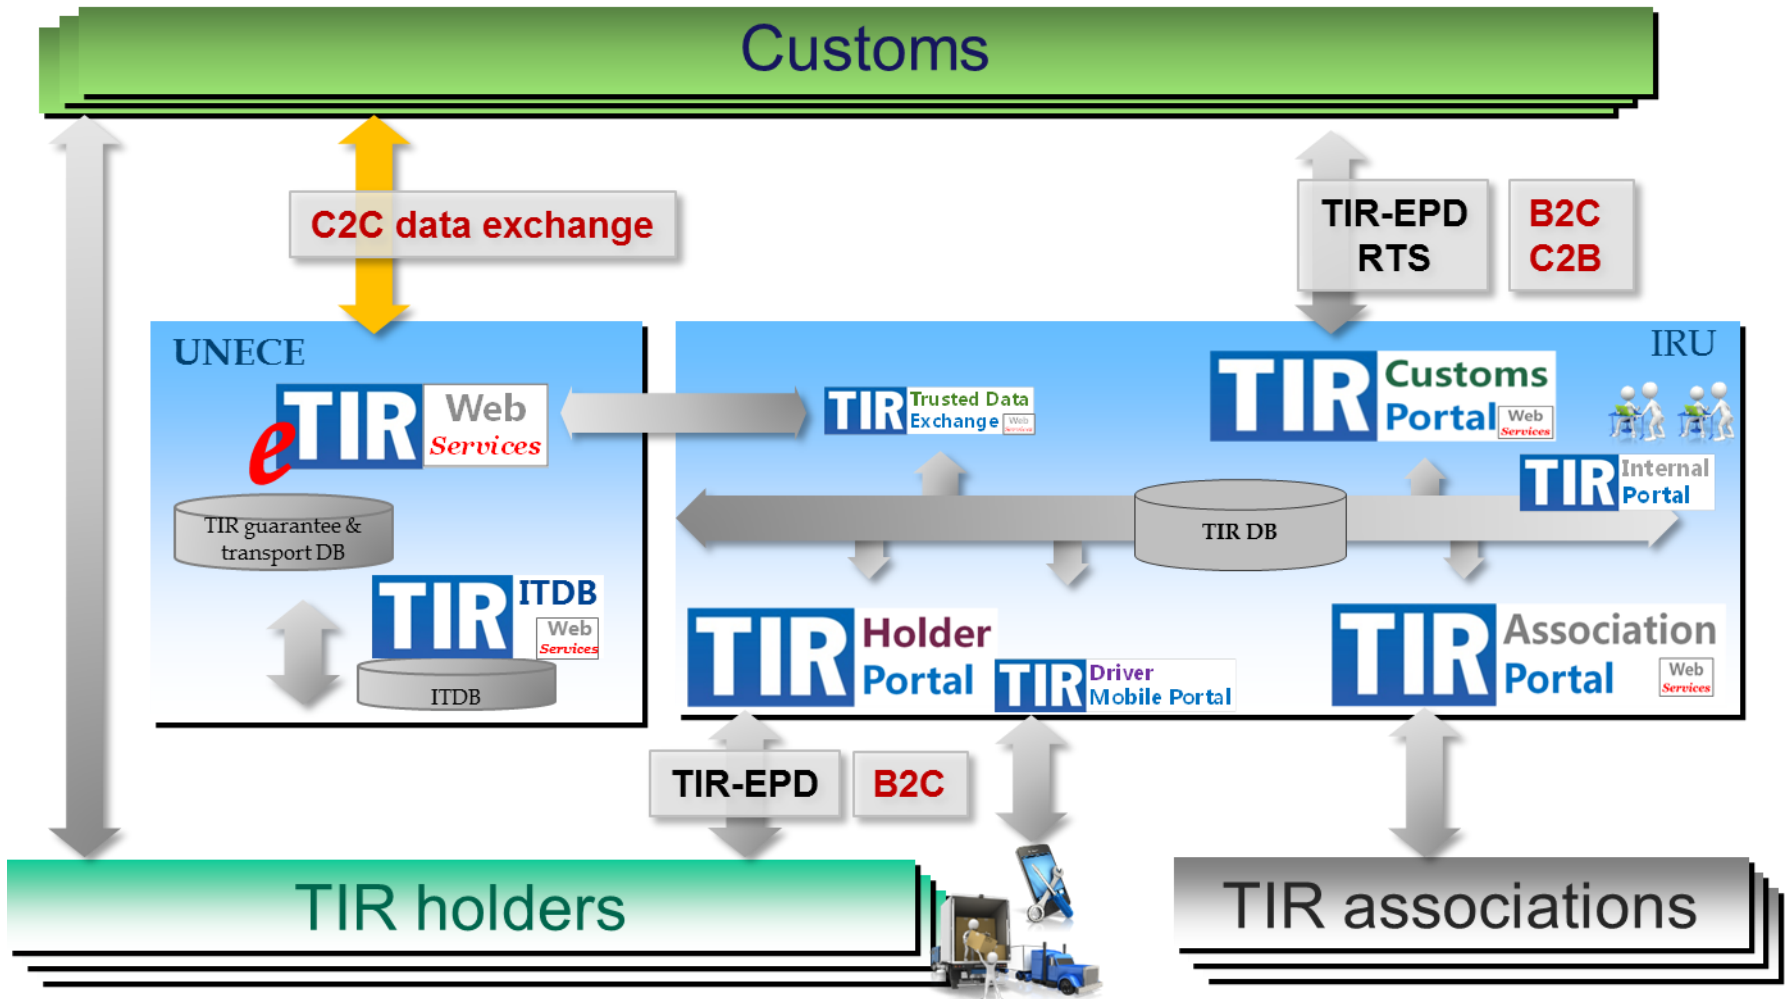 Customs
C2C data exchange
TIR-EPD
RTS
B2C
C2B
UNECE
IRU
eTIR
Web
Services
TIR
Trusted Data
Exchange
Web
Services
TIR
Customs
Portal
Web
Services
TIR
Internal
Portal
TIR guarantee &
transport DB
TIR DB
TIR
ITDB
Web
Services
ITDB
TIR
Holder
Portal
TIR
Driver
Mobile Portal
TIR
Association
Portal
Web
Services
TIR-EPD
B2C
TIR holders
TIR associations